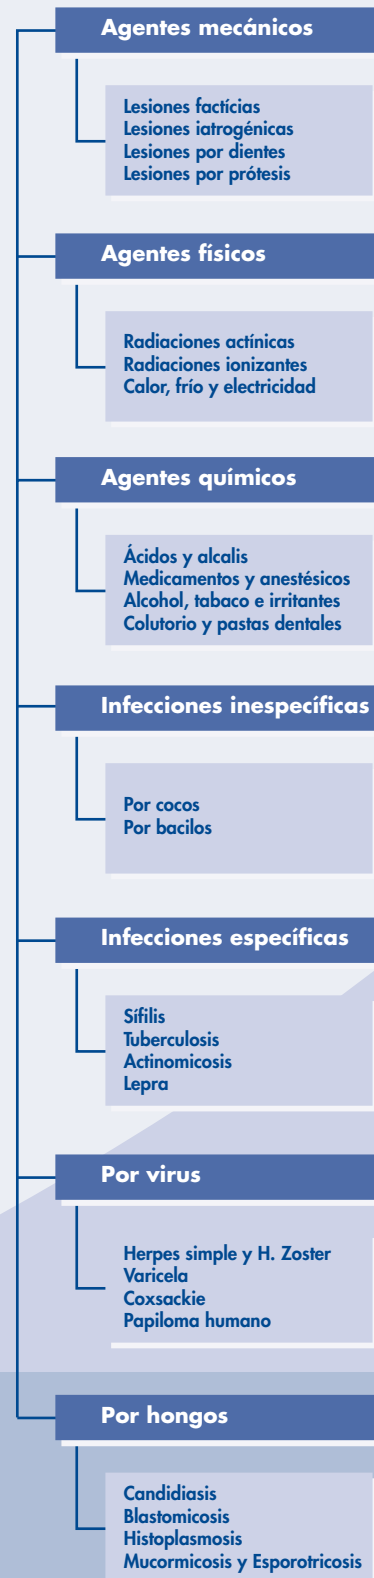 Agentes mecánicos
Lesiones factícias
Lesiones iatrogénicas
Lesiones por dientes
Lesiones por prótesis
Agentes físicos
Radiaciones actínicas
Radiaciones ionizantes
Calor, frío y electricidad
Agentes químicos
Ácidos y alcalis
Medicamentos y anestésicos
Alcohol, tabaco e irritantes
Colutorio y pastas dentales
Infecciones inespecíficas
Por cocos
Por bacilos
Infecciones específicas
Sífilis
Tuberculosis
Actinomicosis
Lepra
Por virus
Herpes simple y H. Zoster
Varicela
Coxsackie
Papiloma humano
Por hongos
Candidiasis
Blastomicosis
Histoplasmosis
Mucormicosis y Esporotricosis